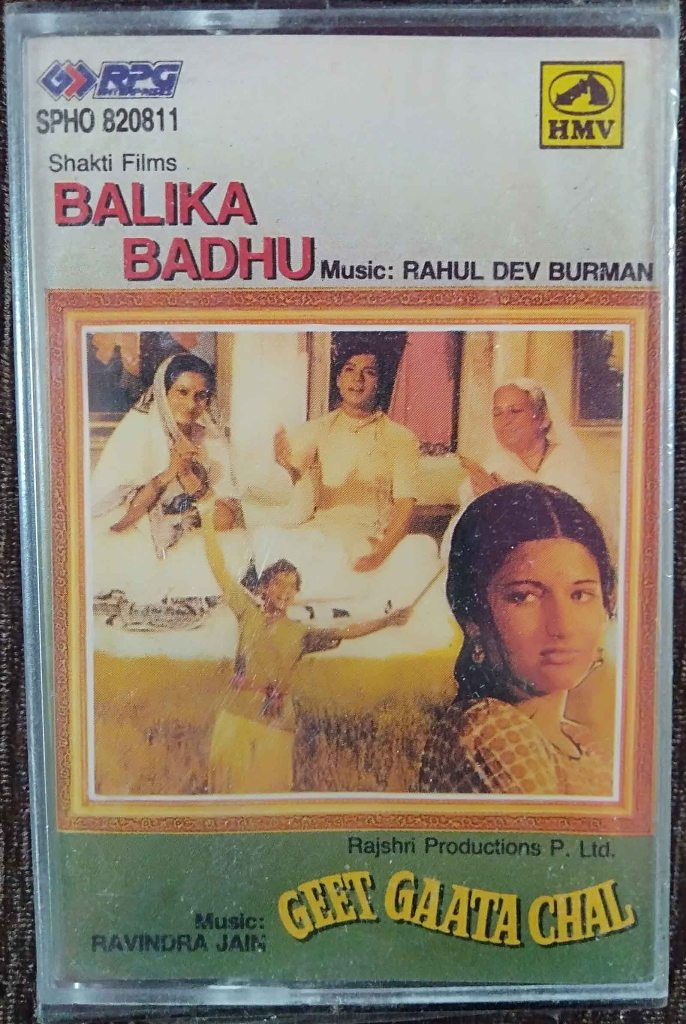 RPG
HMV
SPHO 820811
Shakti Films
BALIKA
BADHU
Music: RAHUL DEV BURMAN
Rajshri Productions P. Ltd.
GEET GAATA CHAL
Music:
RAVINDRA JAIN